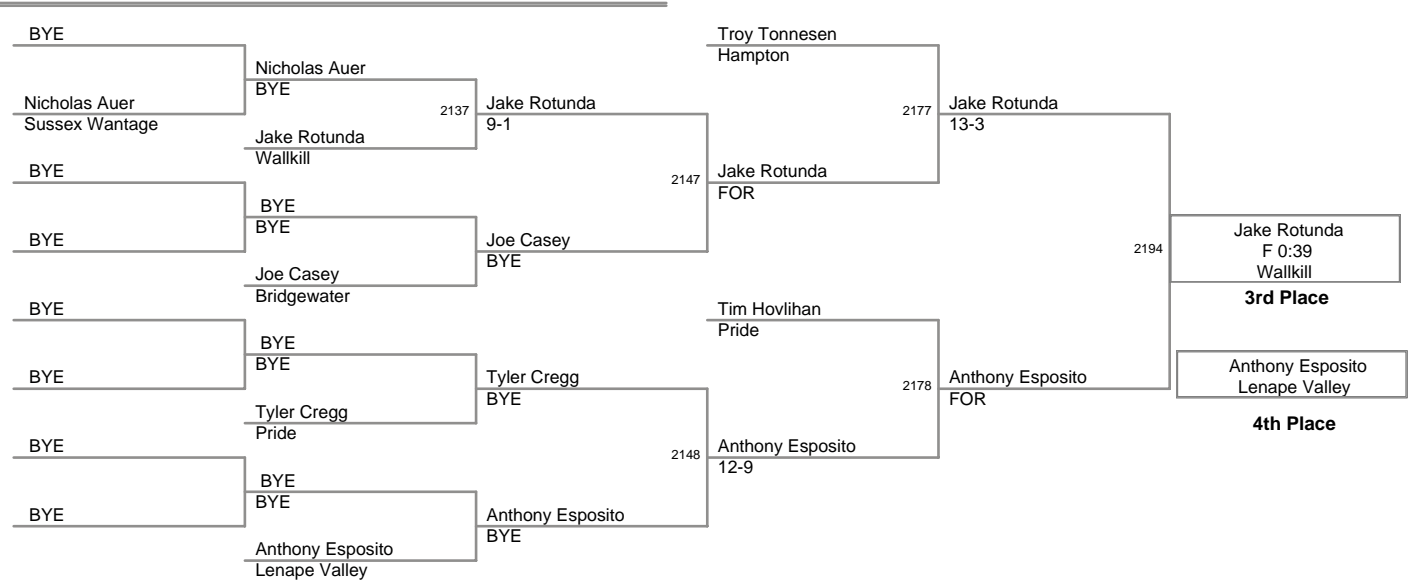 BYE
Nicholas Auer
Sussex Wantage
BYE
BYE
BYE
BYE
BYE
BYE
Nicholas Auer
BYE
Jake Rotunda
Wallkill
BYE
BYE
Joe Casey
Bridgewater
BYE
BYE
Tyler Cregg
Pride
BYE
BYE
Anthony Esposito
Lenape Valley
2137
Jake Rotunda
9-1
Joe Casey
BYE
Tyler Cregg
BYE
Anthony Esposito
BYE
2147
2148
Troy Tonnesen
Hampton
Jake Rotunda
FOR
Tim Hovlihan
Pride
Anthony Esposito
12-9
2177
2178
Jake Rotunda
13-3
Anthony Esposito
FOR
2194
Jake Rotunda
F 0:39
Wallkill
3rd Place
Anthony Esposito
Lenape Valley
4th Place